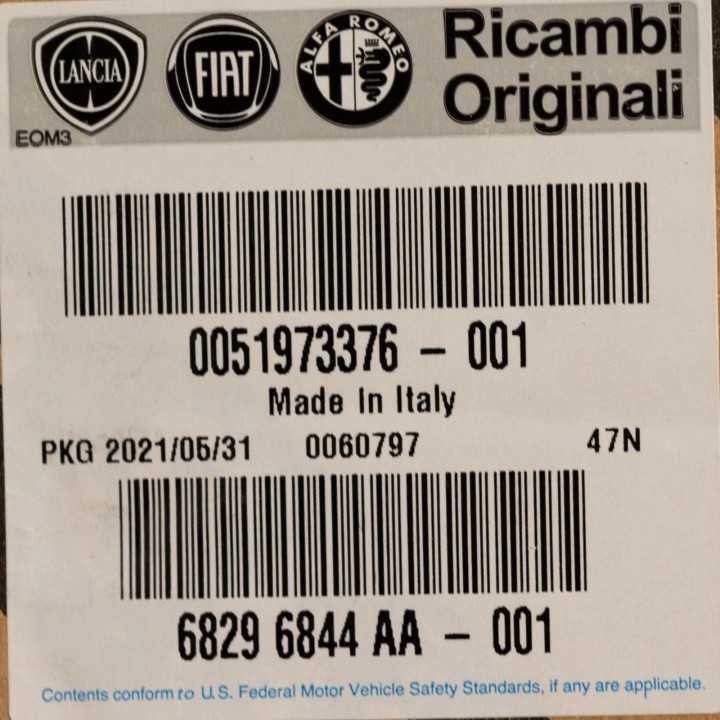 LANCIA FIAT ALFA ROMEO Ricambi
Originali
EOM3
0051973376 - 001
Made In Italy
PKG 2021/05/31 0060797 47N
6829 6844 AA - 001
Contents conform to U.S. Federal Motor Vehicle Safety Standards, if any are applicable.